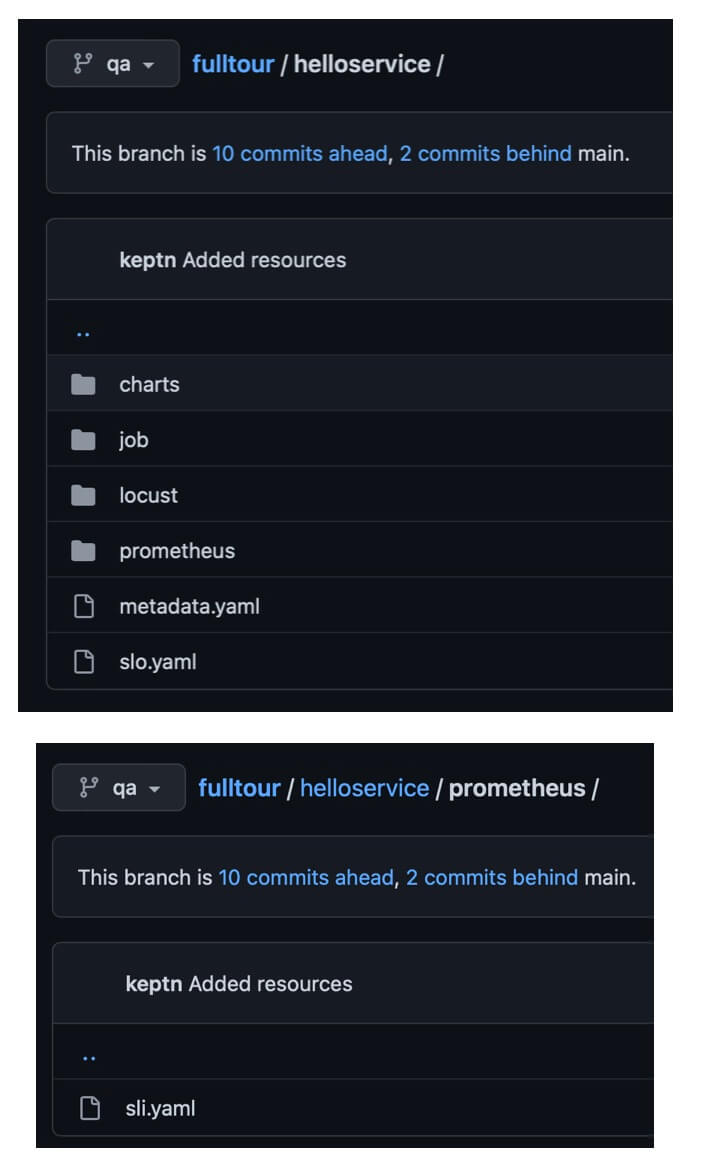 qa fulltour / helloservice /
This branch is 10 commits ahead, 2 commits behind main.
keptn Added resources
..
charts
job
locust
prometheus
metadata.yaml
slo.yaml
qa fulltour / helloservice / prometheus /
This branch is 10 commits ahead, 2 commits behind main.
keptn Added resources
..
sli.yaml